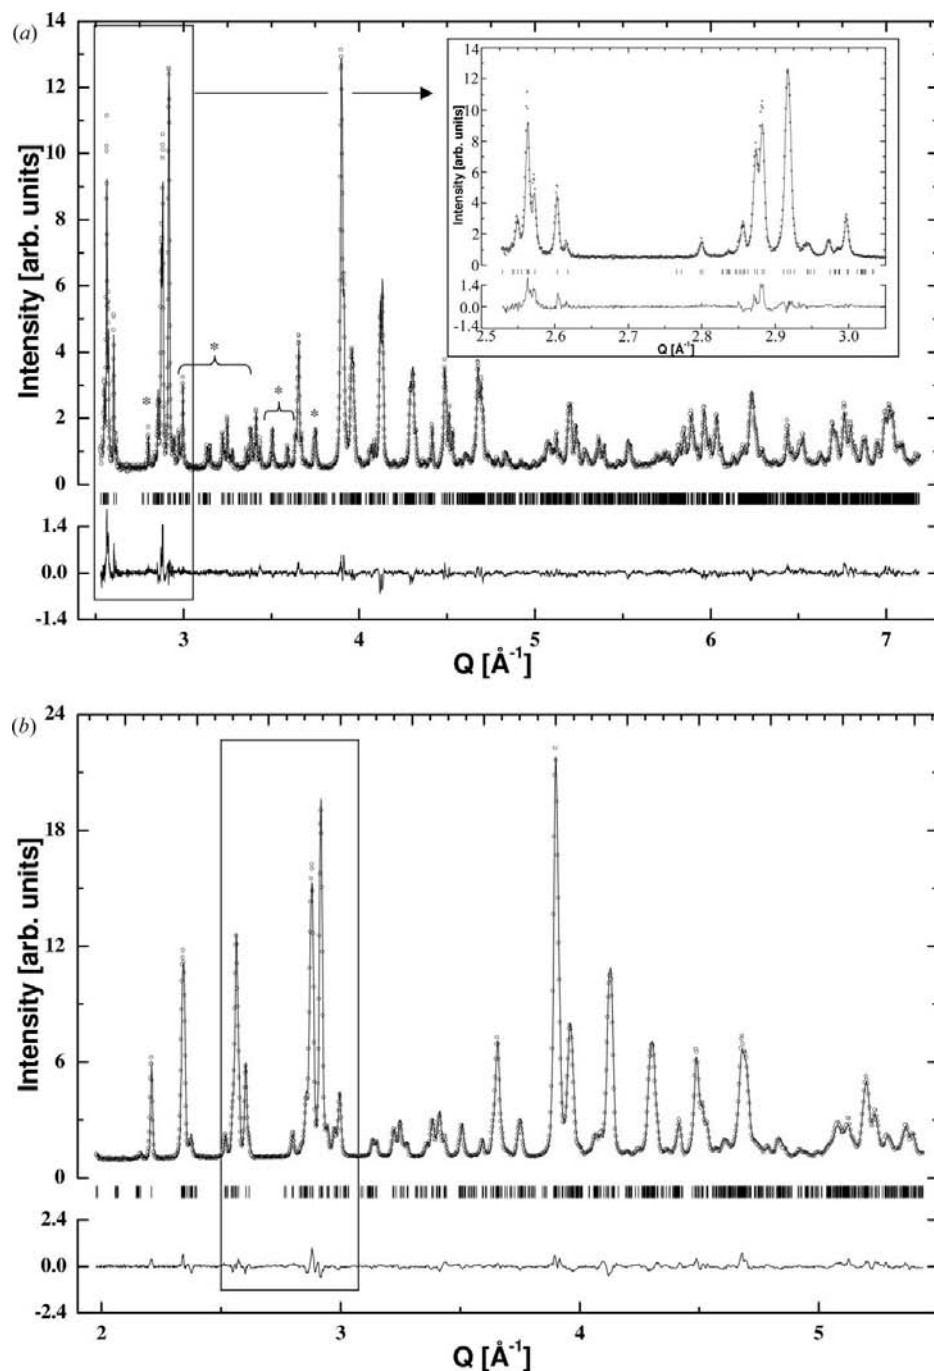 (a)
14
12
10
8
6
4
2
0
1.4
0.0
-1.4
Intensity [arb. units]
* * * *
3 4 5 6 7
Q [Å-1]
14
12
10
8
6
4
2
0
1.4
0.0
-1.4
Intensity [arb. units]
2.5 2.6 2.7 2.8 2.9 3.0
Q [Å-1]
(b)
24
18
12
6
0
2.4
0.0
-2.4
Intensity [arb. units]
2 3 4 5
Q [Å-1]